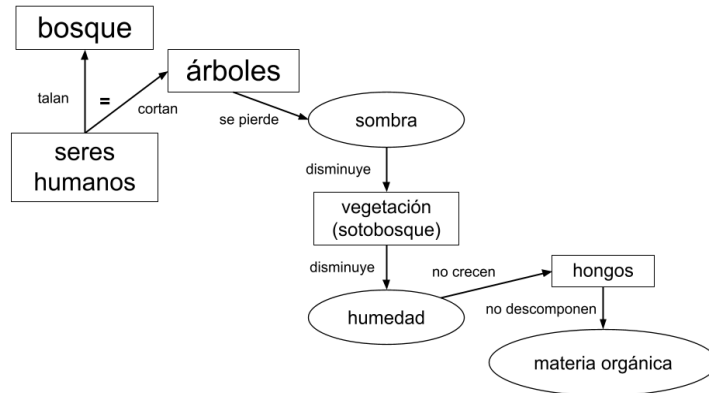 bosque
talan
=
cortan
árboles
seres
humanos
se pierde
sombra
disminuye
vegetación
(sotobosque)
disminuye
humedad
no crecen
hongos
no descomponen
materia orgánica